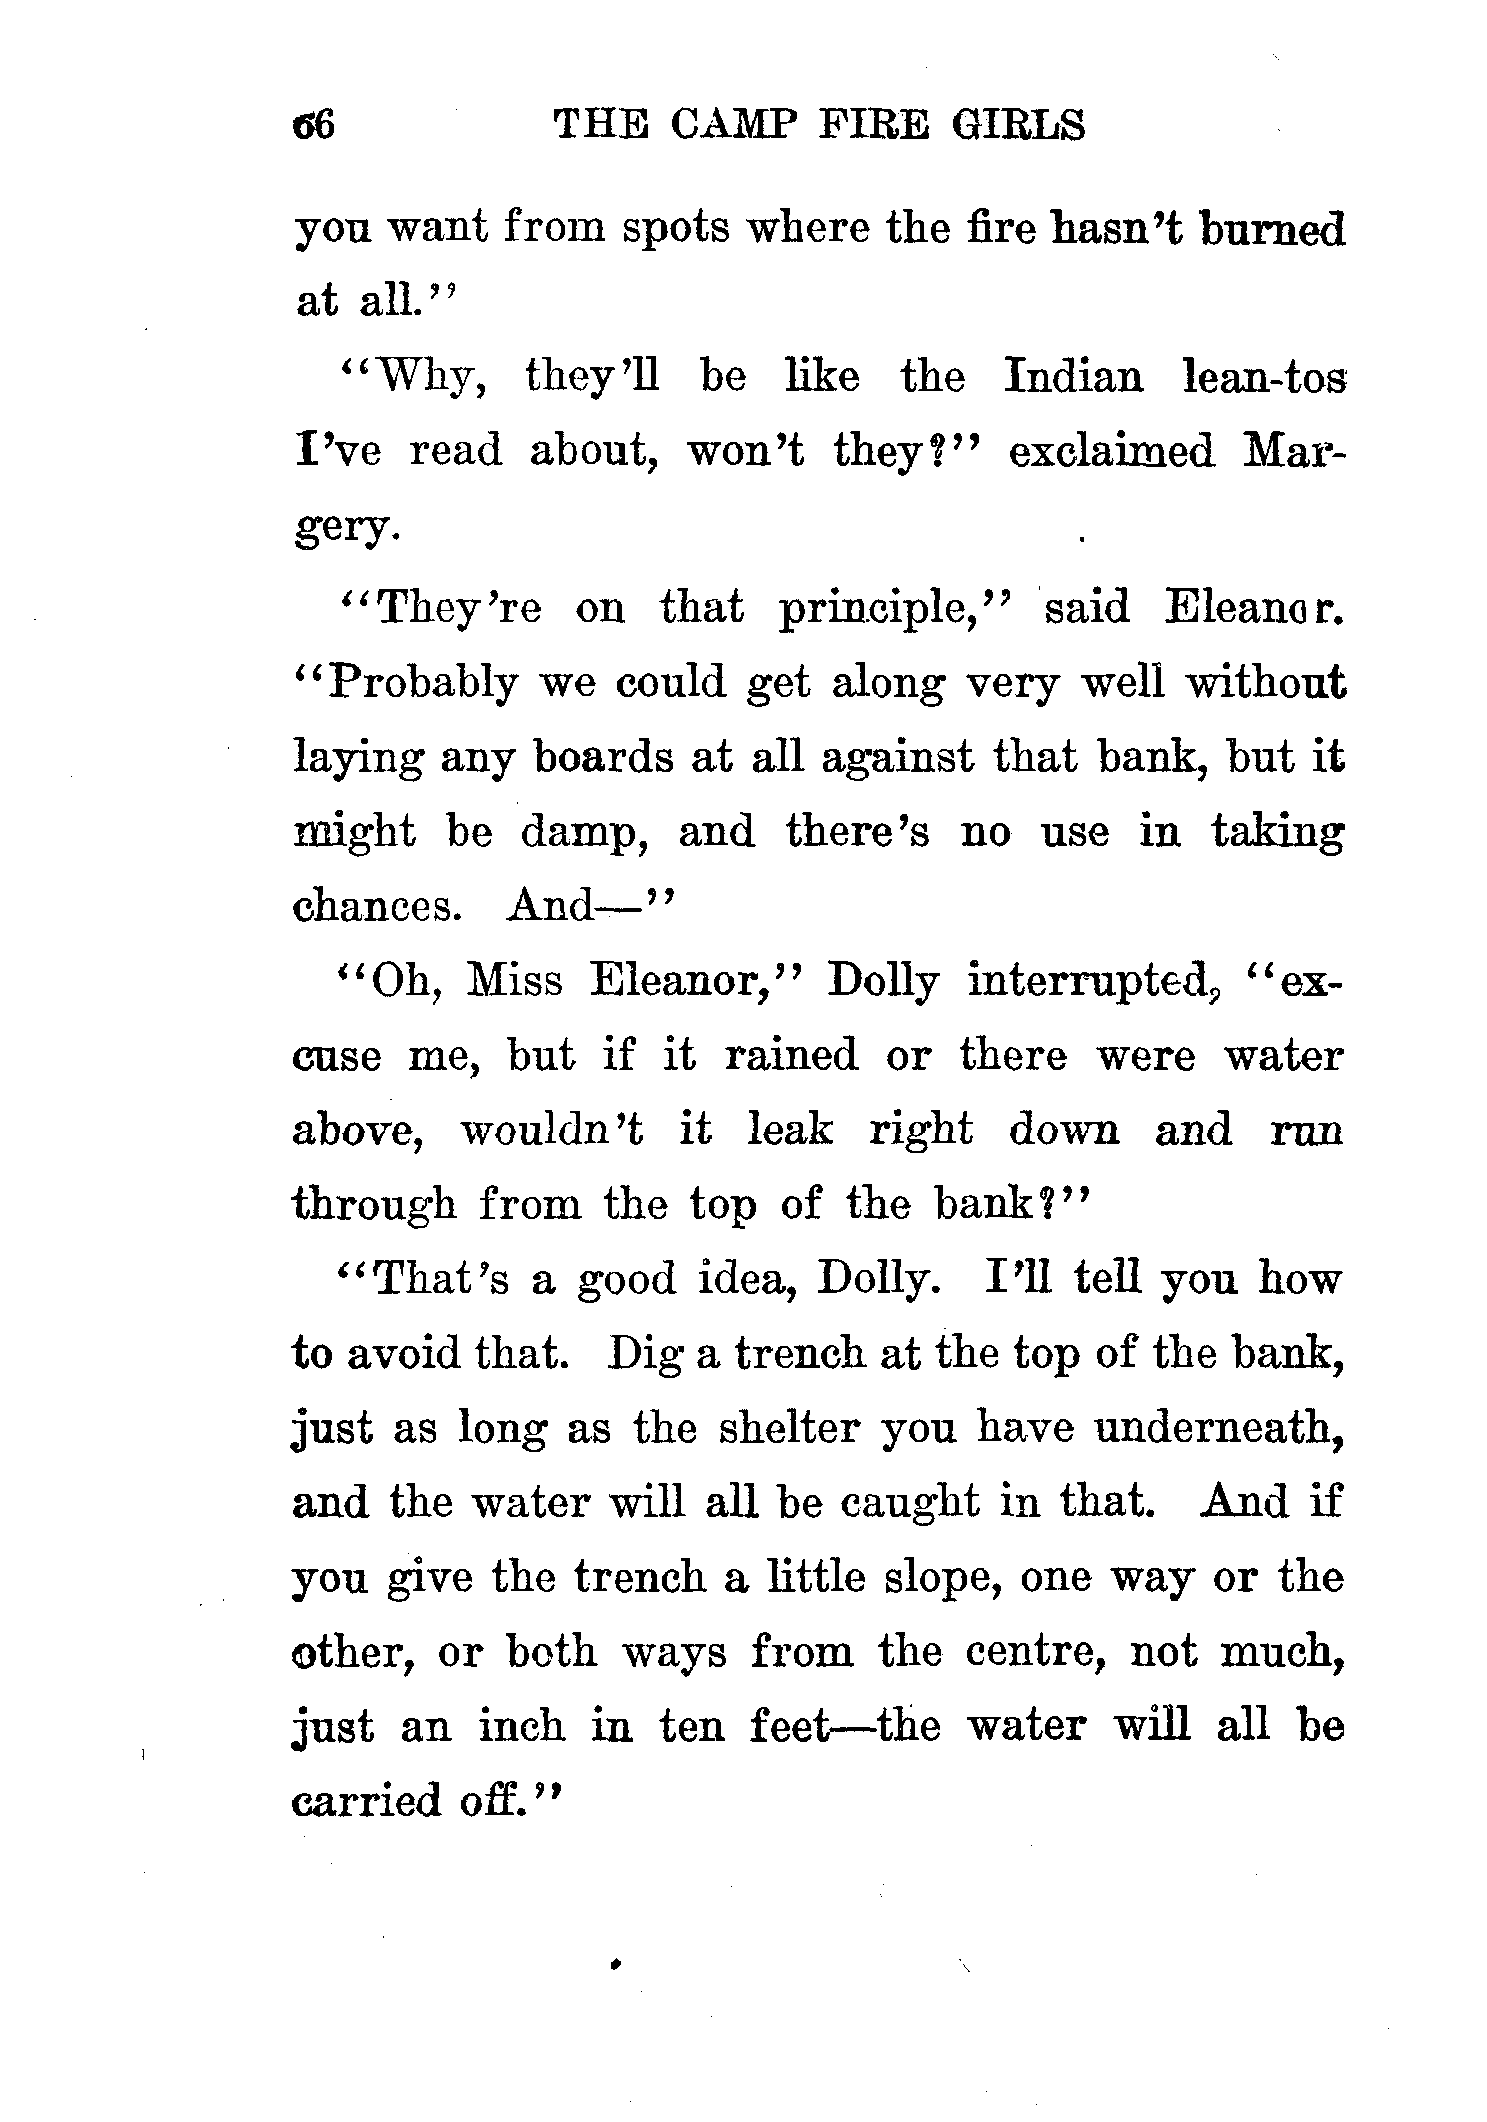 66 THE CAMP FIRE GIRLS
you want from spots where the fire hasn't burned
at all."
"Why, they'll be like the Indian lean-tos
I've read about, won't they?" exclaimed Mar-
gery.
"They're on that principle," said Eleanor.
"Probably we could get along very well without
laying any boards at all against that bank, but it
might be damp, and there's no use in taking
chances. And—"
"Oh, Miss Eleanor," Dolly interrupted, "ex-
cuse me, but if it rained or there were water
above, wouldn't it leak right down and run
through from the top of the bank?"
"That's a good idea, Dolly. I'll tell you how
to avoid that. Dig a trench at the top of the bank,
just as long as the shelter you have underneath,
and the water will all be caught in that. And if
you give the trench a little slope, one way or the
other, or both ways from the centre, not much,
just an inch in ten feet—the water will all be
carried off."